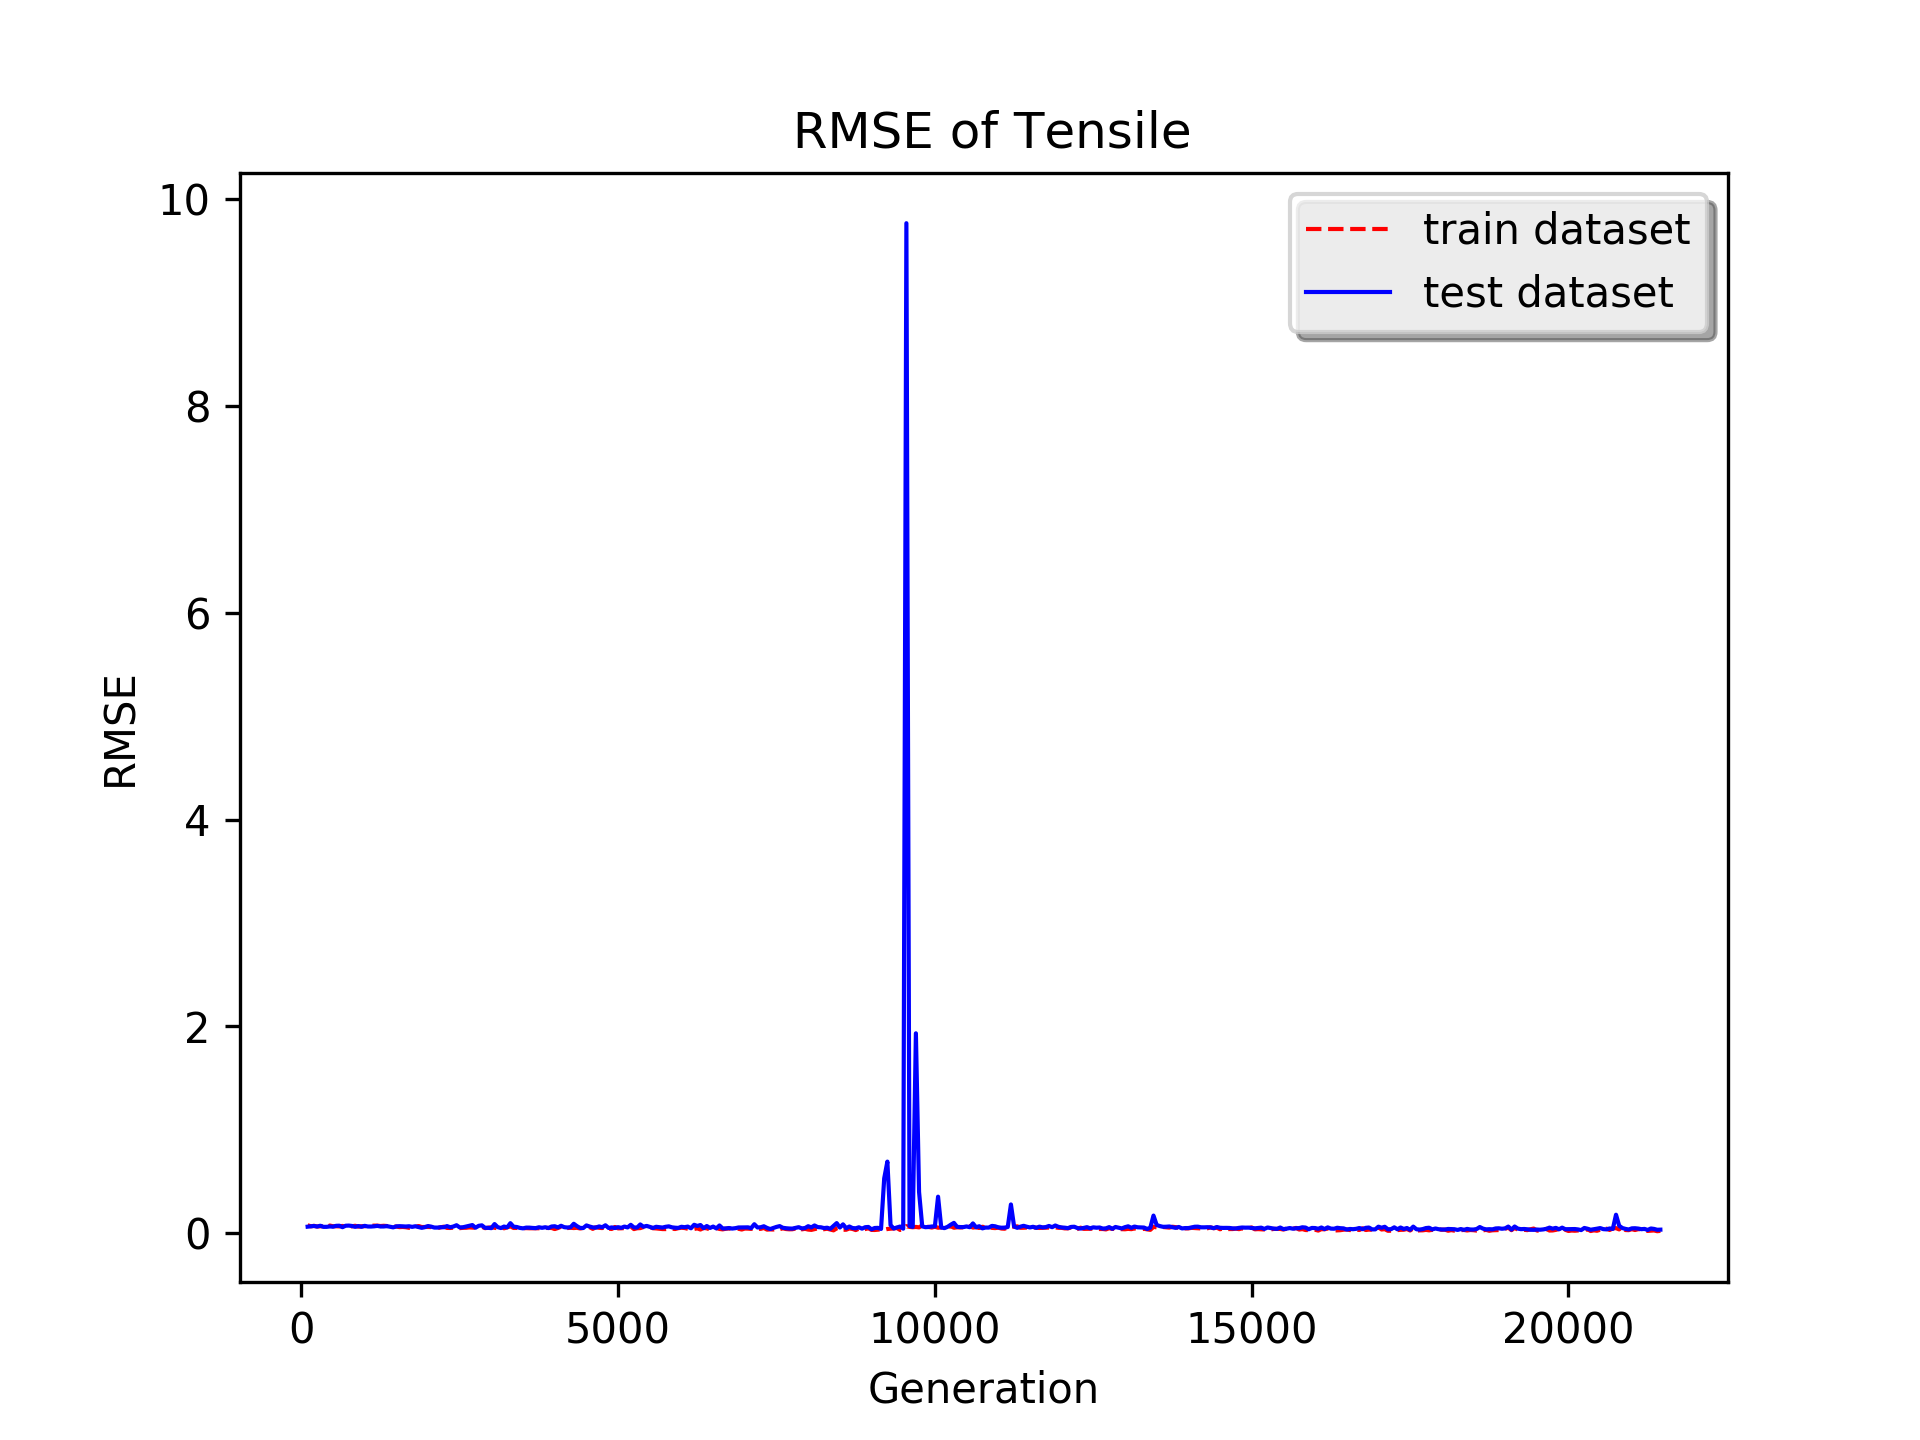 RMSE of Tensile
10
8
6
4
2
0
RMSE
train dataset
test dataset
0 5000 10000 15000 20000
Generation